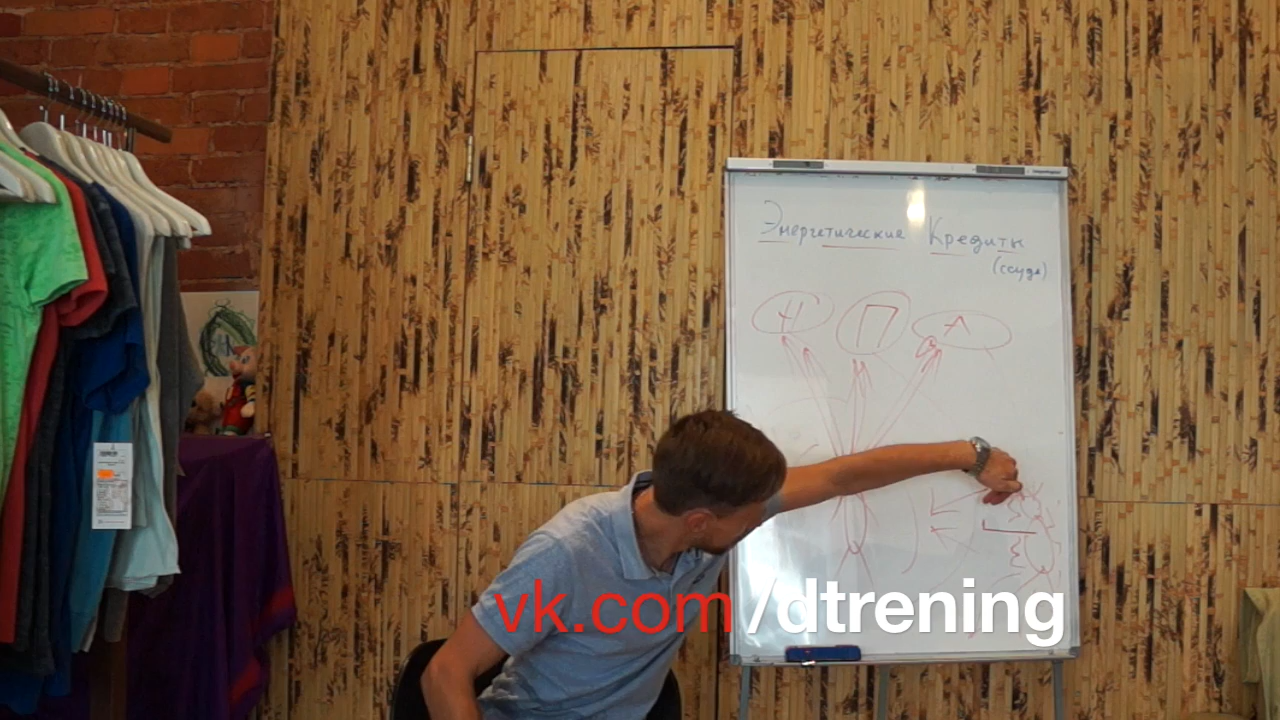 Энергетические Кредиты
(ссуда)
Н П А
vk.com/dtrening